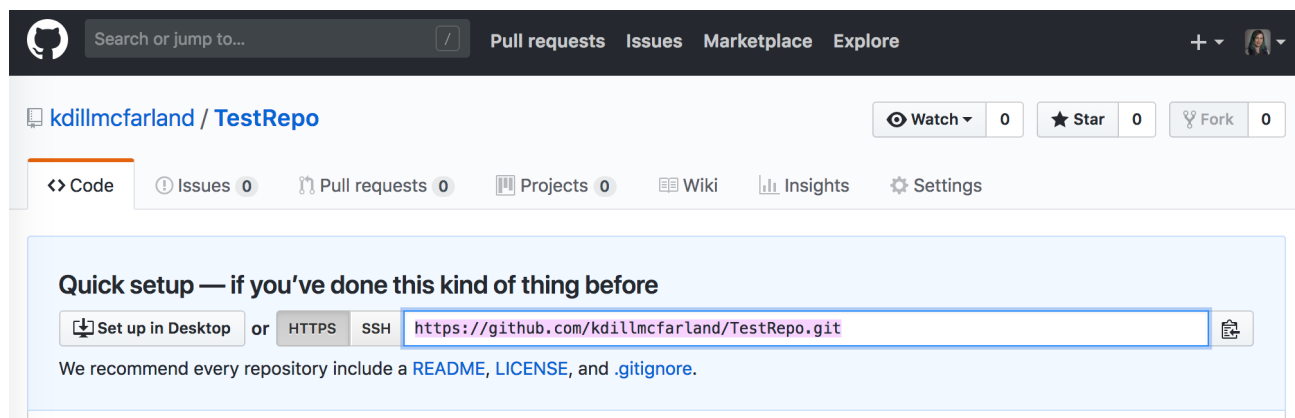 Search or jump to... / Pull requests Issues Marketplace Explore
kdillmcfarland / TestRepo Watch 0 Star 0 Fork 0
<> Code Issues 0 Pull requests 0 Projects 0 Wiki Insights Settings
Quick setup — if you’ve done this kind of thing before
Set up in Desktop or HTTPS SSH https://github.com/kdillmcfarland/TestRepo.git
We recommend every repository include a README, LICENSE, and .gitignore.